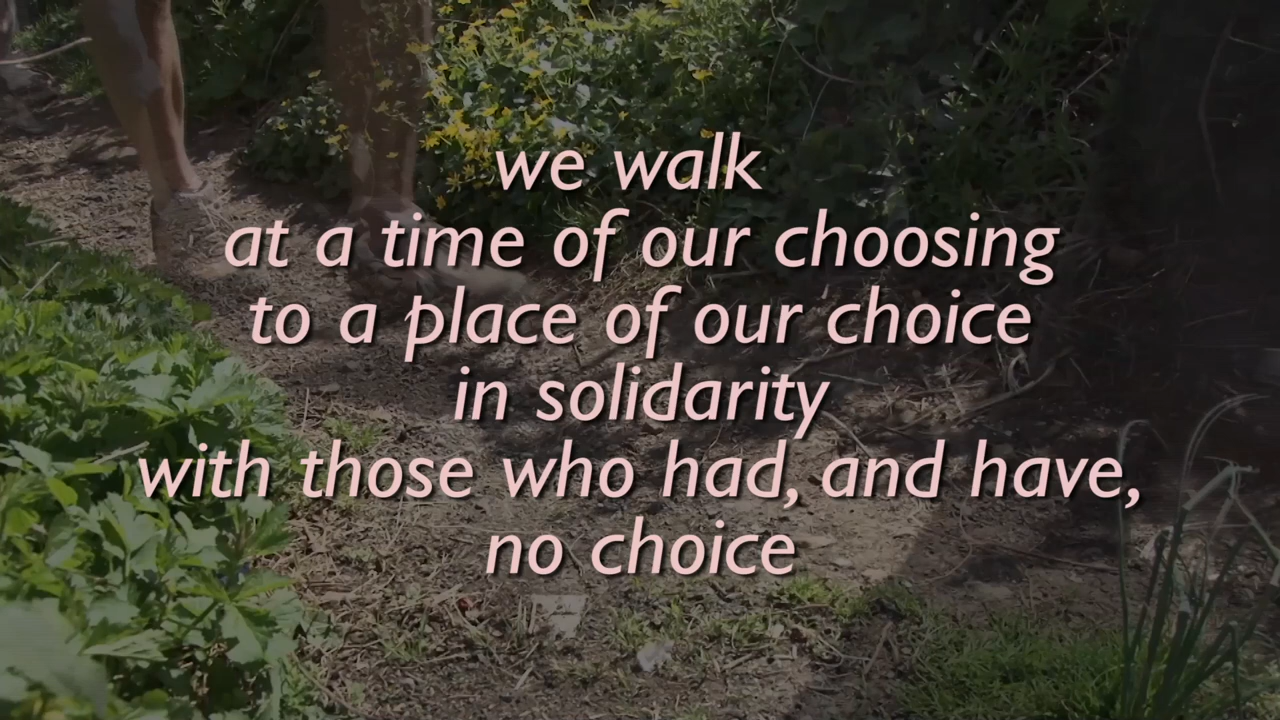 we walk
at a time of our choosing
to a place of our choice
in solidarity
with those who had, and have,
no choice